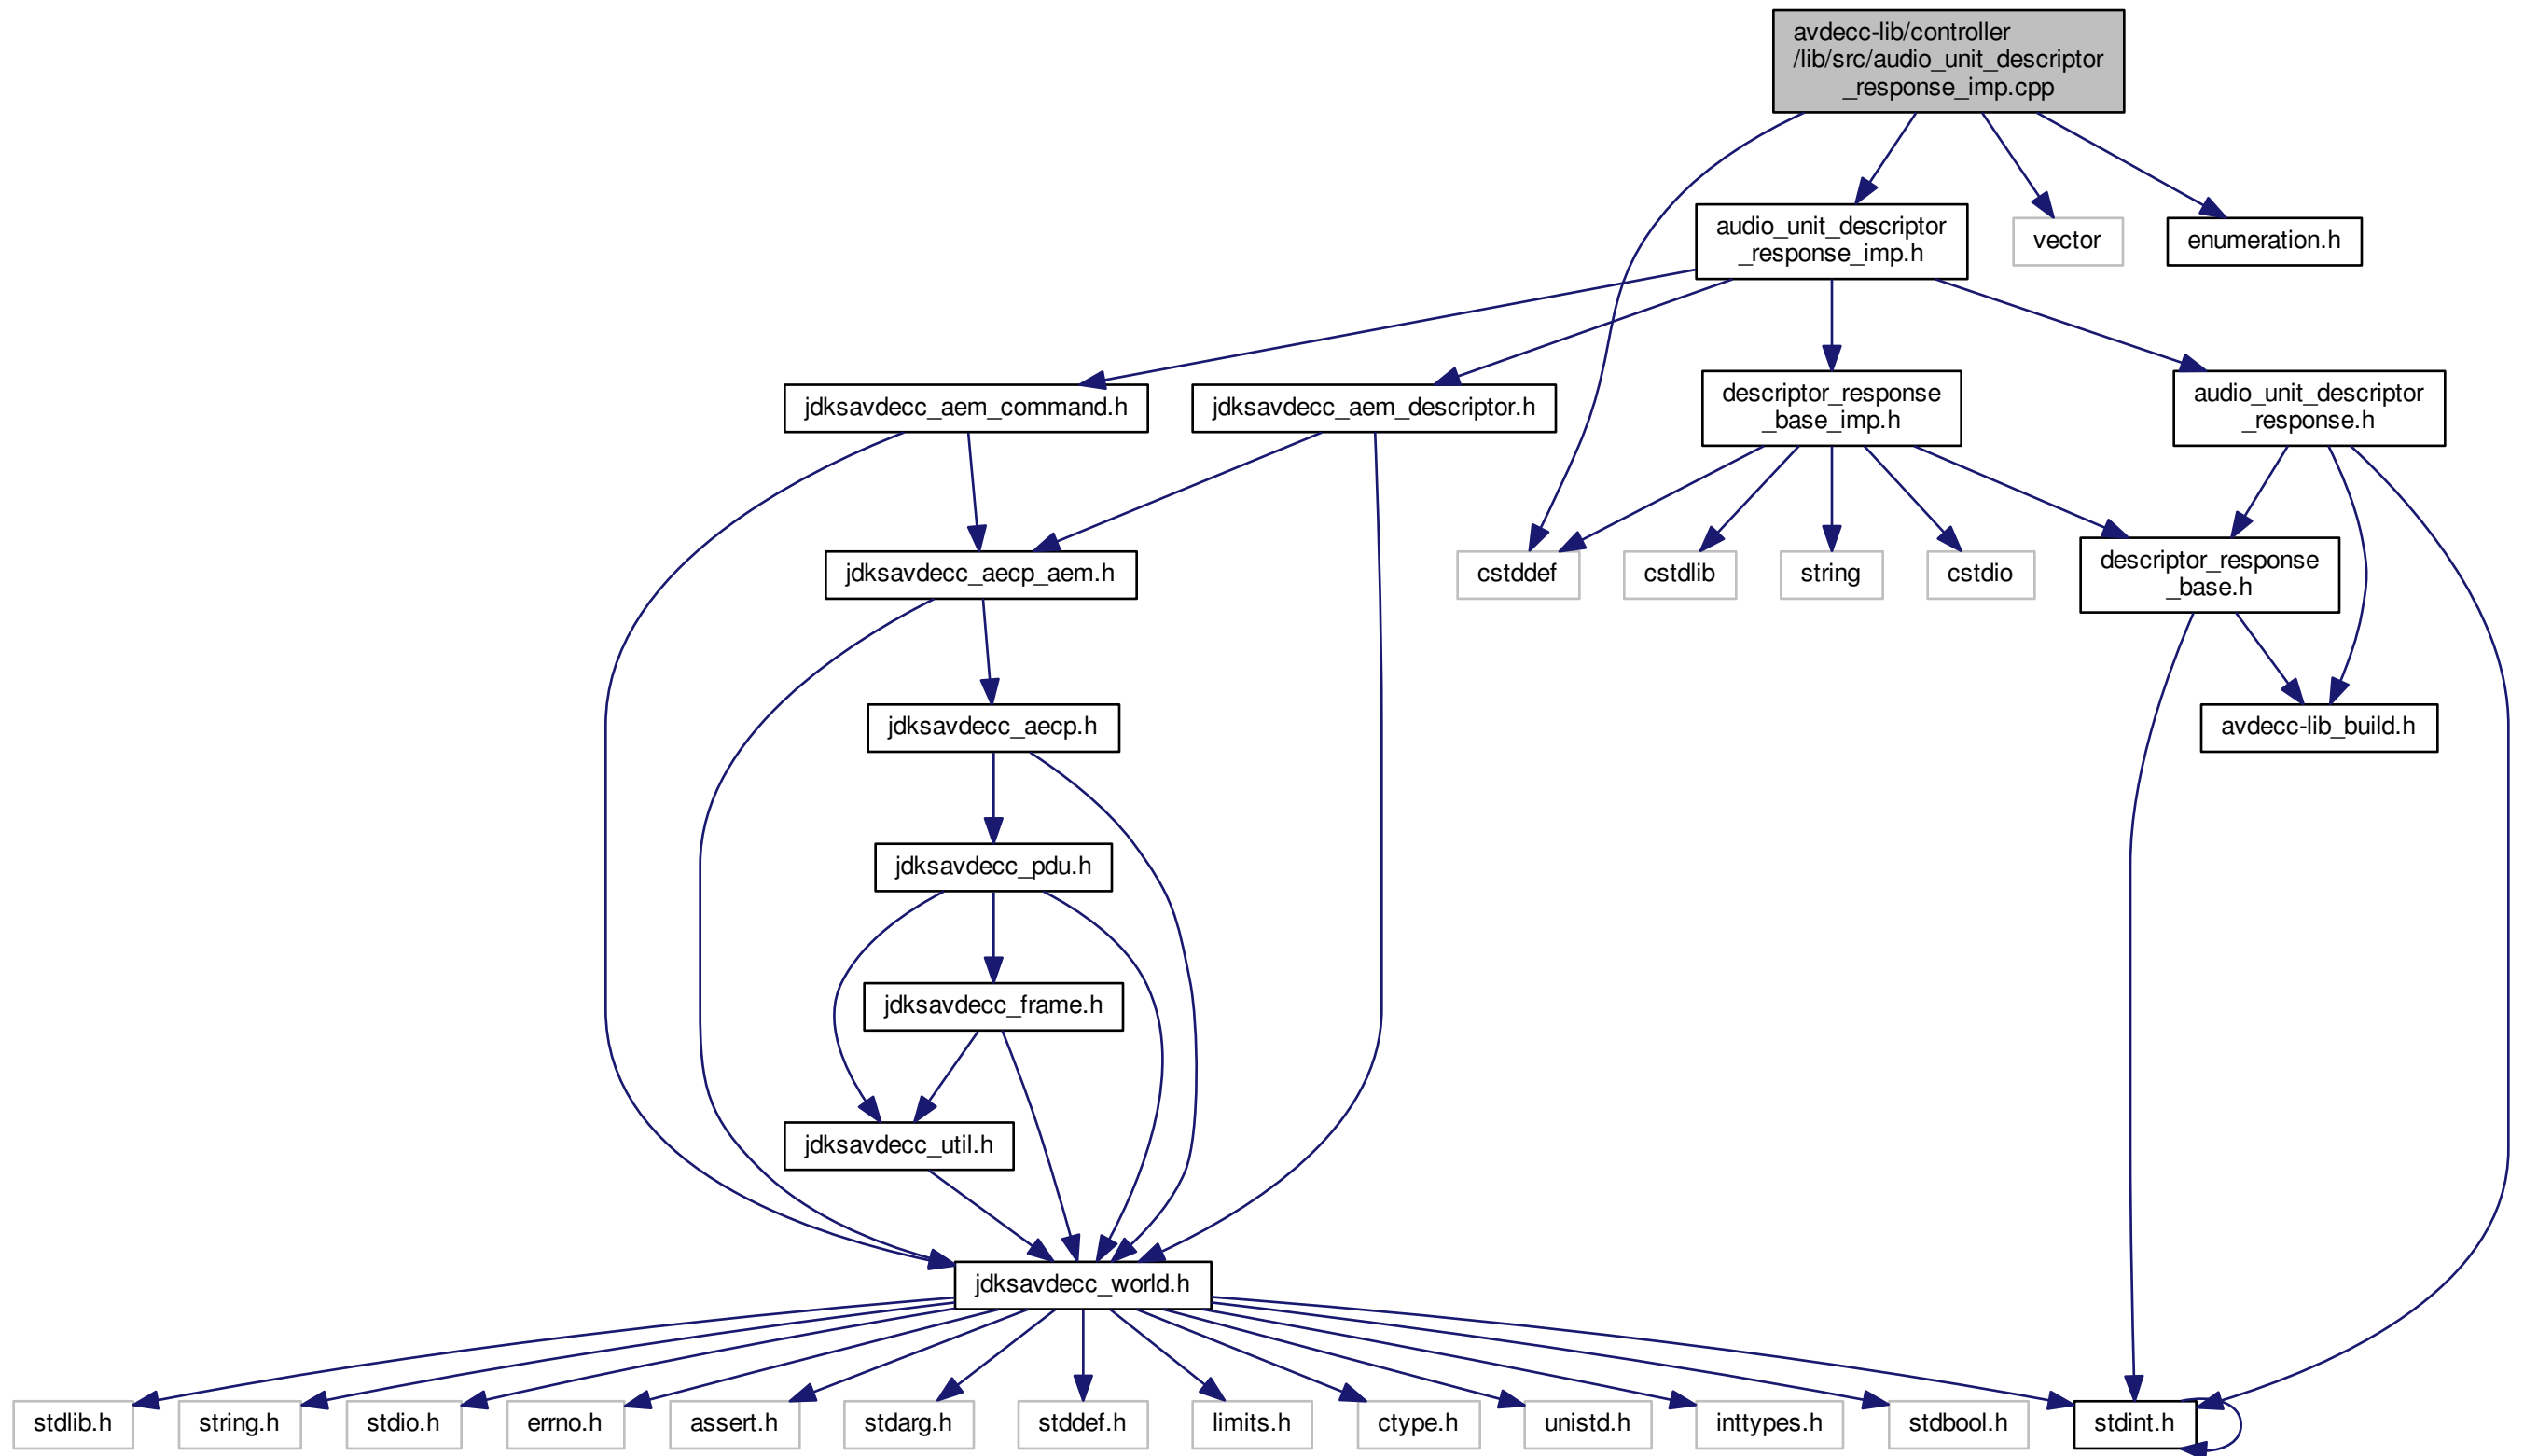 avdecc-lib/controller
/lib/src/audio_unit_descriptor
_response_imp.cpp
audio_unit_descriptor
_response_imp.h
vector
enumeration.h
jdksavdecc_aem_command.h
jdksavdecc_aem_descriptor.h
descriptor_response
_base_imp.h
audio_unit_descriptor
_response.h
jdksavdecc_aecp_aem.h
cstddef
cstdlib
string
cstdio
descriptor_response
_base.h
jdksavdecc_aecp.h
avdecc-lib_build.h
jdksavdecc_pdu.h
jdksavdecc_frame.h
jdksavdecc_util.h
jdksavdecc_world.h
stdlib.h
string.h
stdio.h
errno.h
assert.h
stdarg.h
stddef.h
limits.h
ctype.h
unistd.h
inttypes.h
stdbool.h
stdint.h